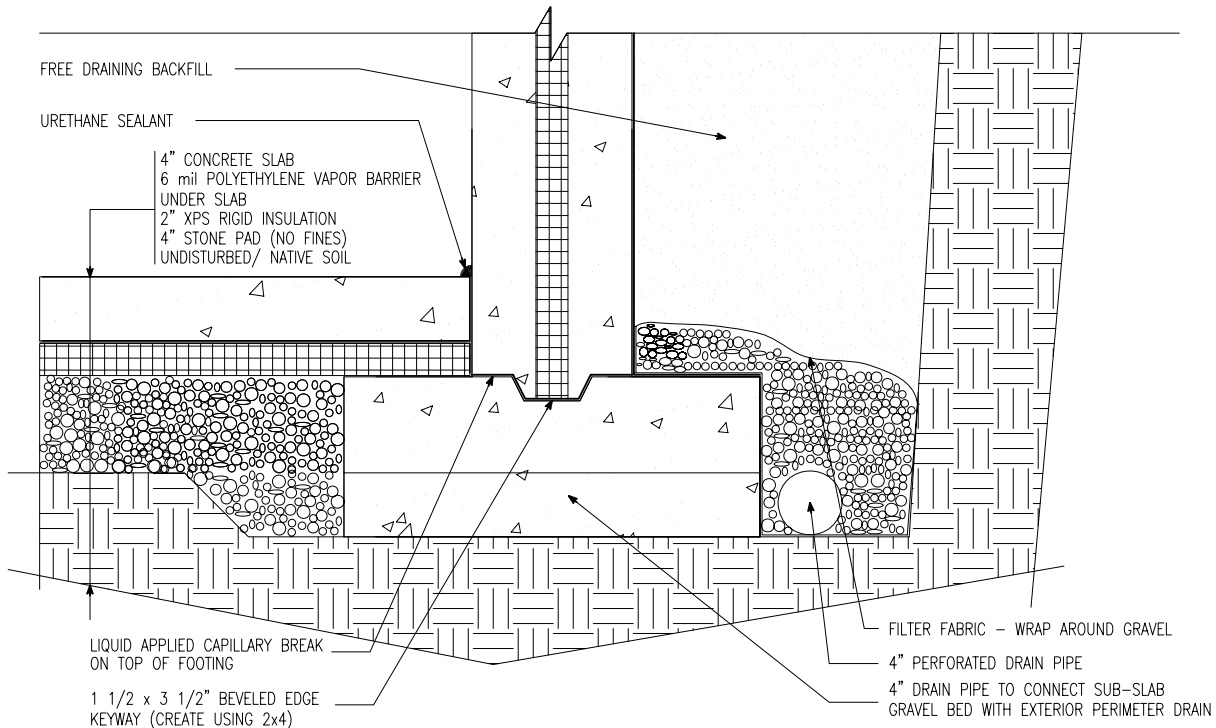 FREE DRAINING BACKFILL
URETHANE SEALANT
4" CONCRETE SLAB
6 mil POLYETHYLENE VAPOR BARRIER
UNDER SLAB
2" XPS RIGID INSULATION
4" STONE PAD (NO FINES)
UNDISTURBED/ NATIVE SOIL
LIQUID APPLIED CAPILLARY BREAK
ON TOP OF FOOTING
1 1/2 x 3 1/2" BEVELED EDGE
KEYWAY (CREATE USING 2x4)
FILTER FABRIC – WRAP AROUND GRAVEL
4" PERFORATED DRAIN PIPE
4" DRAIN PIPE TO CONNECT SUB-SLAB
GRAVEL BED WITH EXTERIOR PERIMETER DRAIN